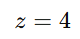 z = 4